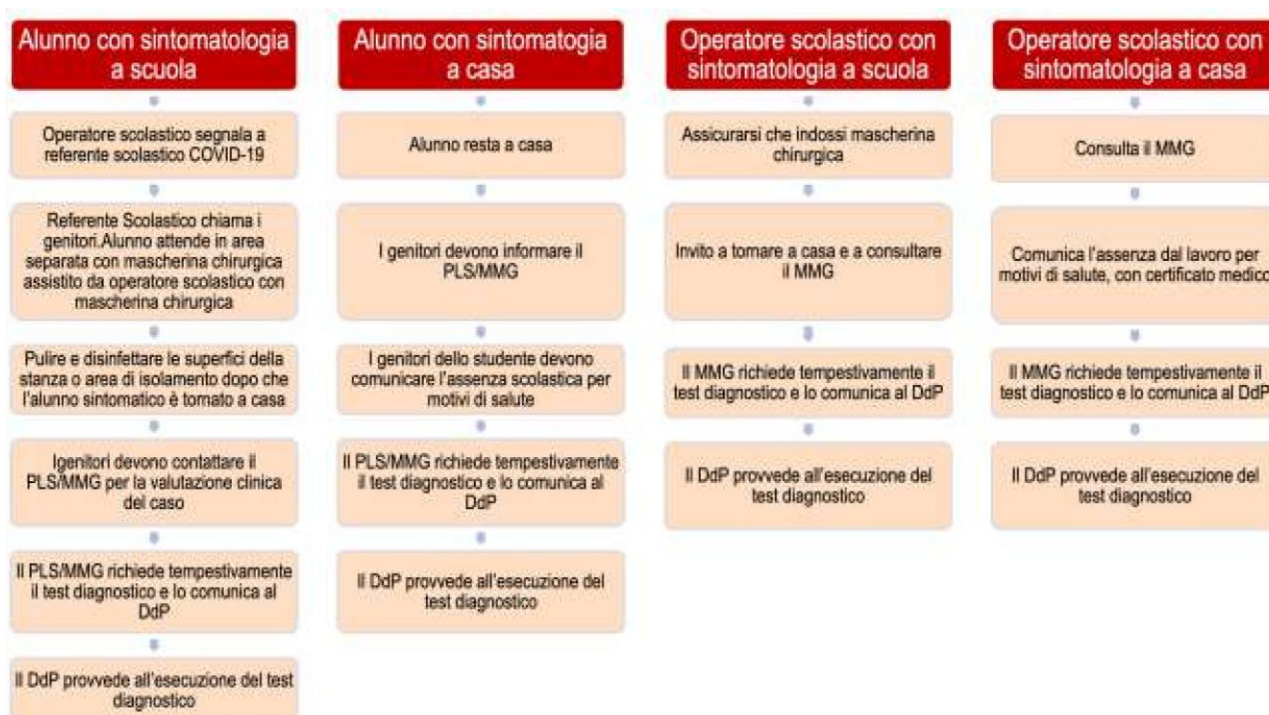 Alunno con sintomatologia
a scuola
Operatore scolastico segnala a
referente scolastico COVID-19
Referente Scolastico chiama i
genitori.Alunno attende in area
separata con mascherina chirurgica
assistito da operatore scolastico con
mascherina chirurgica
Pulire e disinfettare le superfici della
stanza o area di isolamento dopo che
l'alunno sintomatico è tornato a casa
Igenitori devono contattare il
PLS/MMG per la valutazione clinica
del caso
Il PLS/MMG richiede tempestivamente
il test diagnostico e lo comunica al
DdP
Il DdP provvede all'esecuzione del test
diagnostico
Alunno con sintomatogia
a casa
Alunno resta a casa
I genitori devono informare il
PLS/MMG
I genitori dello studente devono
comunicare l'assenza scolastica per
motivi di salute
Il PLS/MMG richiede tempestivamente
il test diagnostico e lo comunica al
DdP
Il DdP provvede all'esecuzione del
test diagnostico
Operatore scolastico con
sintomatologia a scuola
Assicurarsi che indossi mascherina
chirurgica
Invito a tornare a casa e a consultare
il MMG
Il MMG richiede tempestivamente il
test diagnostico e lo comunica al DdP
Il DdP provvede all'esecuzione del
test diagnostico
Operatore scolastico con
sintomatologia a casa
Consulta il MMG
Comunica l'assenza dal lavoro per
motivi di salute, con certificato medico
Il MMG richiede tempestivamente il
test diagnostico e lo comunica al DdP
Il DdP provvede all'esecuzione del
test diagnostico